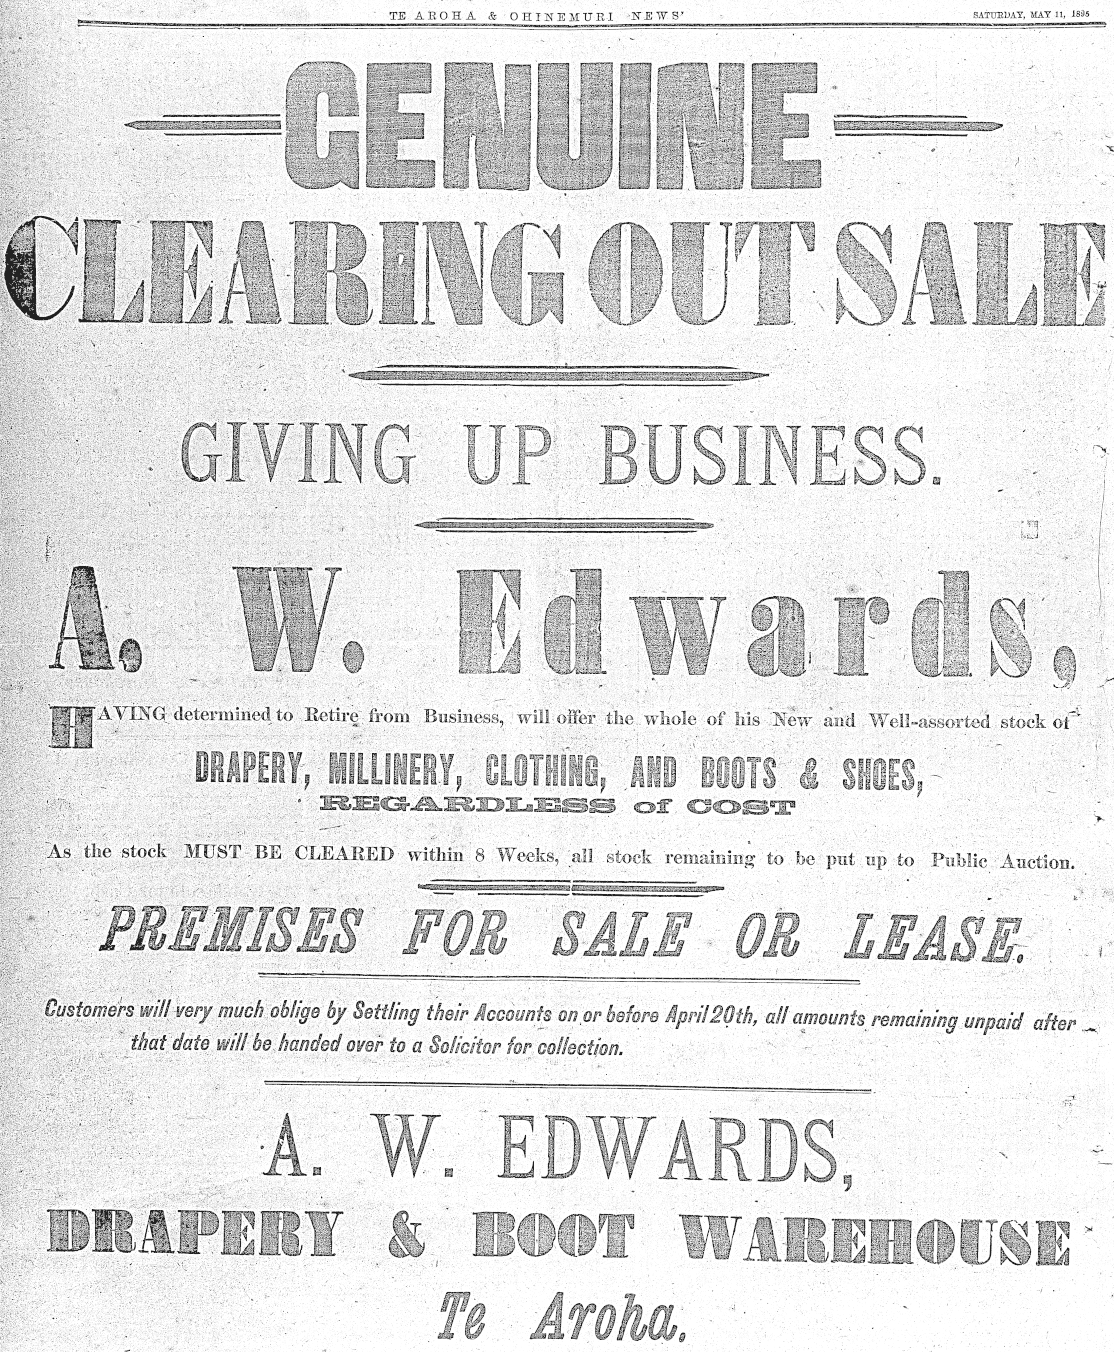 TE AROHA & OHINEMURI NEWS'
SATURDAY, MAY 11, 1895
GENUINE
CLEARING OUT SALE
GIVING UP BUSINESS.
A. W. Edwards,
HAVING determined to Retire from Business, will offer the whole of his New and Well-assorted stock of
DRAPERY, MILLINERY, CLOTHING, AND BOOTS & SHOES,
REGARDLESS of COST
As the stock MUST BE CLEARED within 8 Weeks, all stock remaining to be put up to Public Auction.
PREMISES FOR SALE OR LEASE.
Customers will very much oblige by Settling their Accounts on or before April 20th, all amounts remaining unpaid after
that date will be handed over to a Solicitor for collection.
A. W. EDWARDS,
DRAPERY & BOOT WAREHOUSE
Te Aroha.